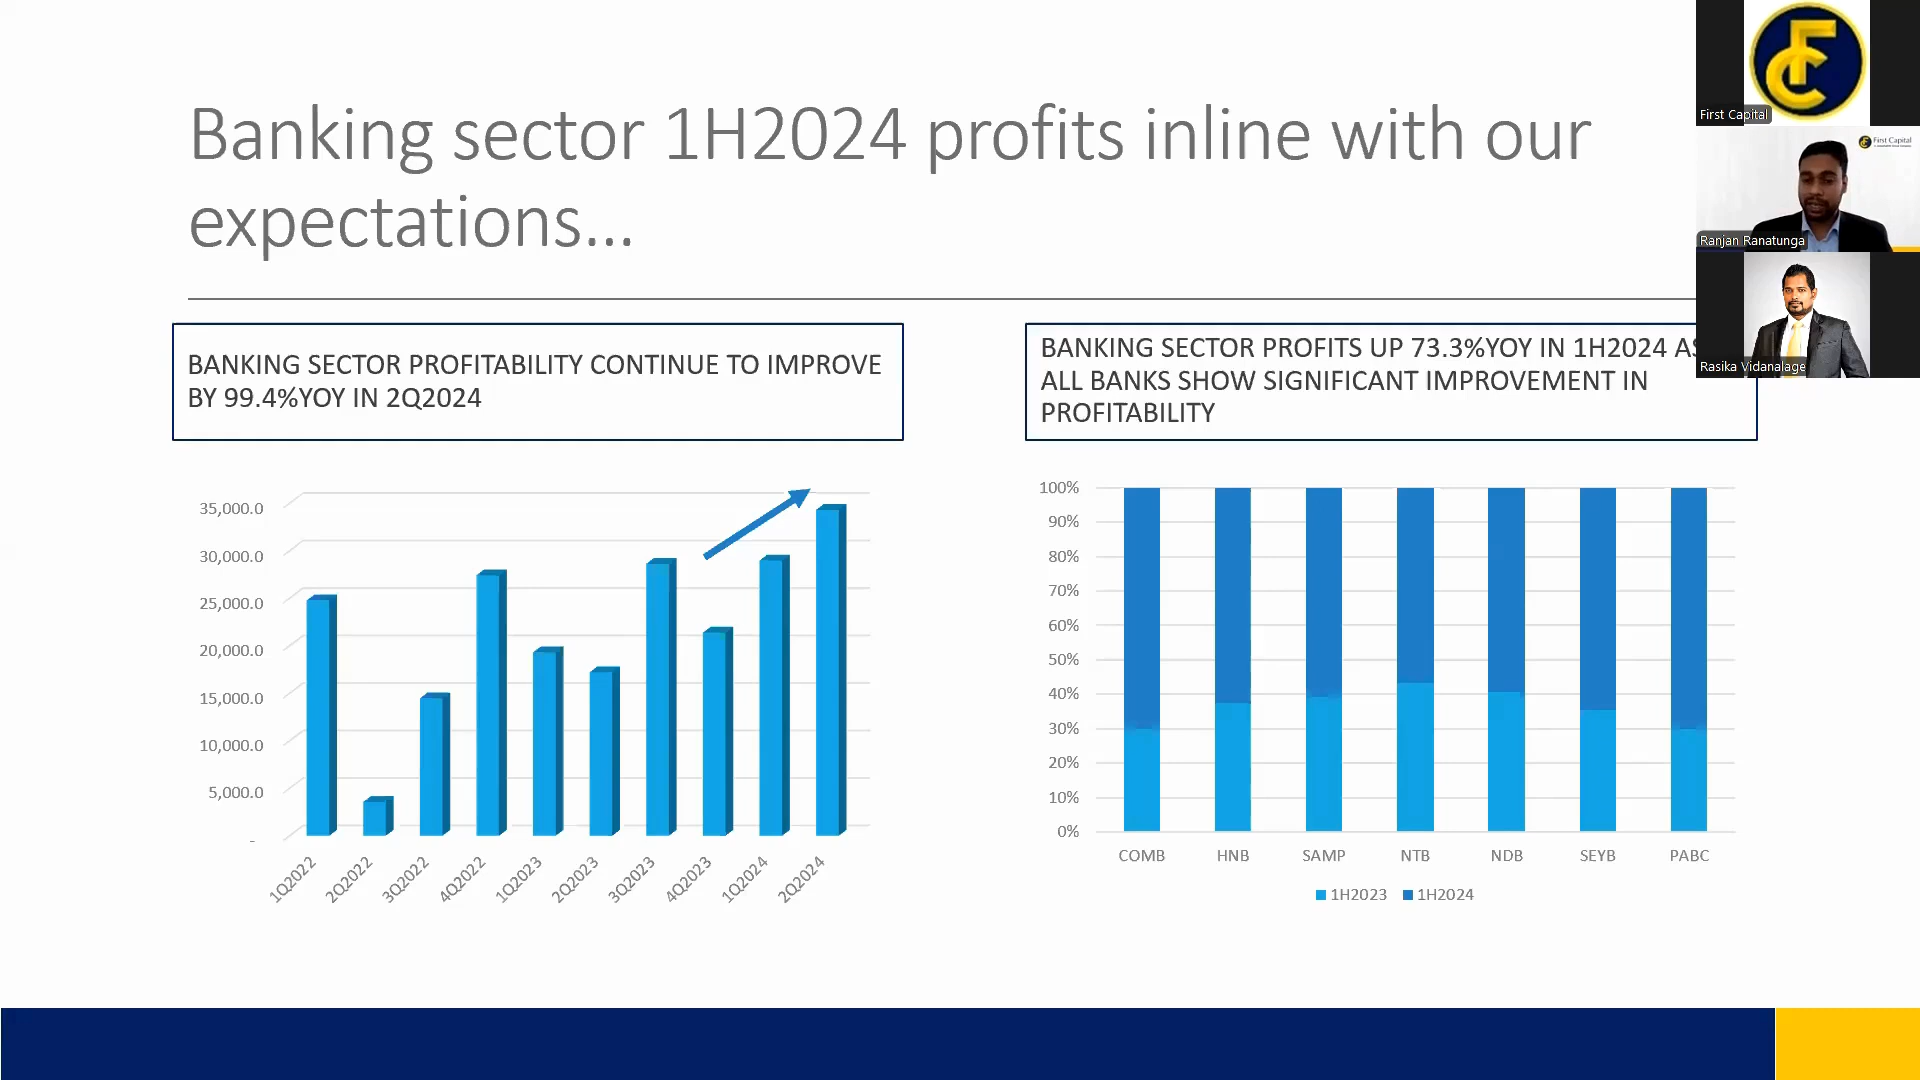 Banking sector 1H2024 profits inline with our
expectations...
First Capital
First Capital
Ranjan Ranatunga
Rasika Vidanalage
BANKING SECTOR PROFITABILITY CONTINUE TO IMPROVE
BY 99.4%YOY IN 2Q2024
BANKING SECTOR PROFITS UP 73.3%YOY IN 1H2024 AS
ALL BANKS SHOW SIGNIFICANT IMPROVEMENT IN
PROFITABILITY
35,000.0
30,000.0
25,000.0
20,000.0
15,000.0
10,000.0
5,000.0
-
1Q2022
2Q2022
3Q2022
4Q2022
1Q2023
2Q2023
3Q2023
4Q2023
1Q2024
2Q2024
100%
90%
80%
70%
60%
50%
40%
30%
20%
10%
0%
COMB
HNB
SAMP
NTB
NDB
SEYB
PABC
1H2023
1H2024